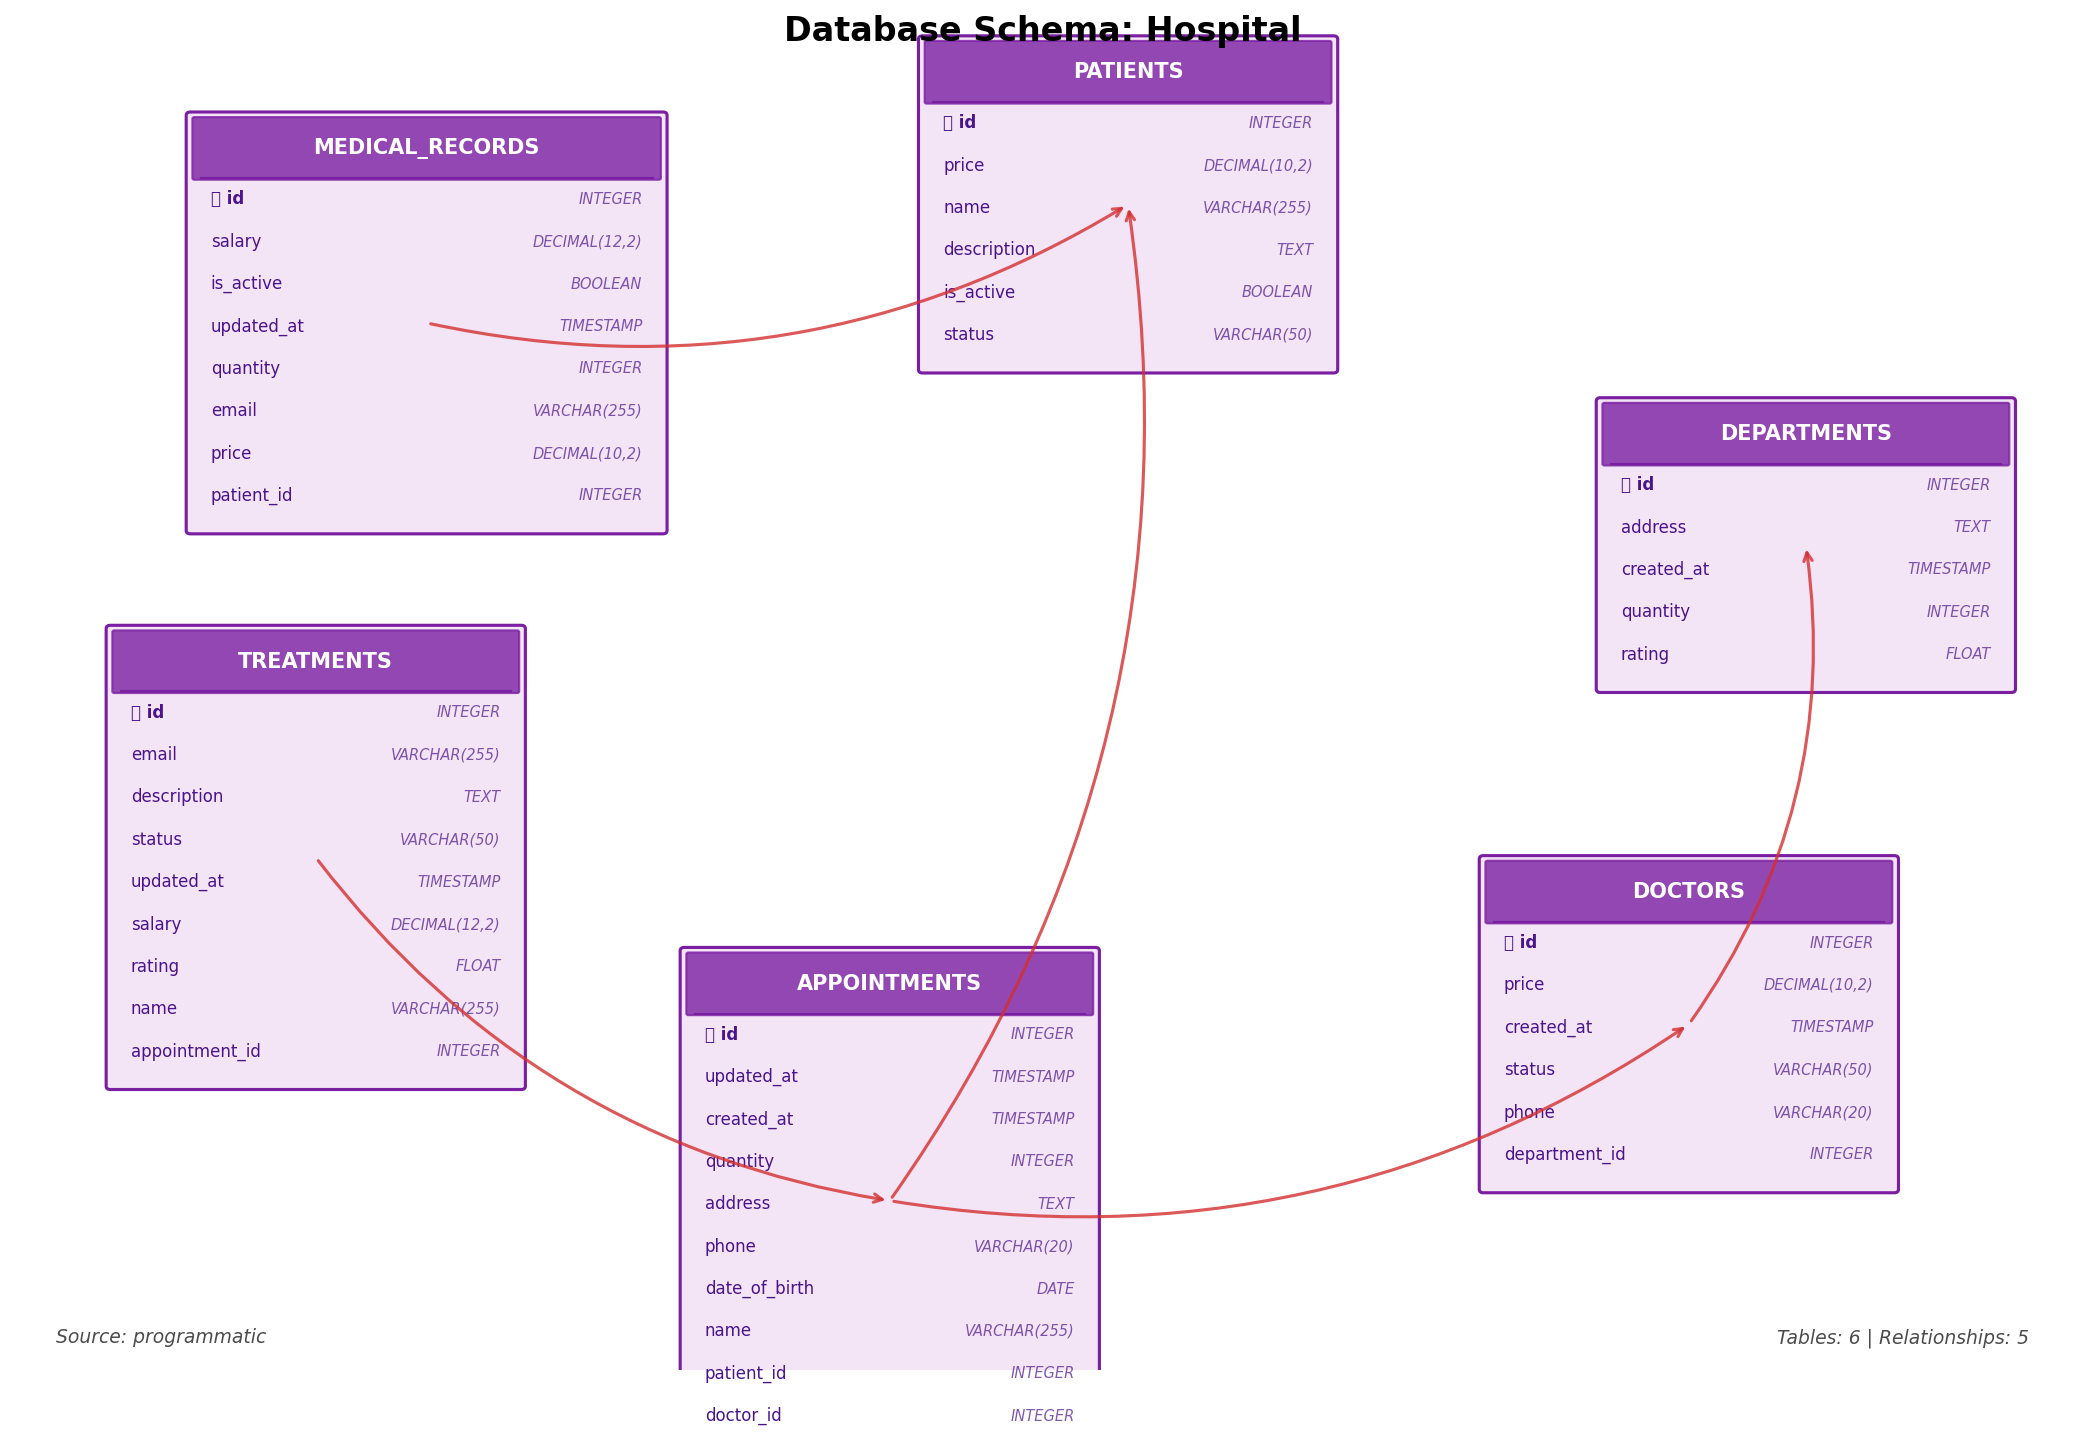 Database Schema: Hospital
PATIENTS
id INTEGER
price DECIMAL(10,2)
name VARCHAR(255)
description TEXT
is_active BOOLEAN
status VARCHAR(50)
MEDICAL_RECORDS
id INTEGER
salary DECIMAL(12,2)
is_active BOOLEAN
updated_at TIMESTAMP
quantity INTEGER
email VARCHAR(255)
price DECIMAL(10,2)
patient_id INTEGER
DEPARTMENTS
id INTEGER
address TEXT
created_at TIMESTAMP
quantity INTEGER
rating FLOAT
TREATMENTS
id INTEGER
email VARCHAR(255)
description TEXT
status VARCHAR(50)
updated_at TIMESTAMP
salary DECIMAL(12,2)
rating FLOAT
name VARCHAR(255)
appointment_id INTEGER
DOCTORS
id INTEGER
price DECIMAL(10,2)
created_at TIMESTAMP
status VARCHAR(50)
phone VARCHAR(20)
department_id INTEGER
APPOINTMENTS
id INTEGER
updated_at TIMESTAMP
created_at TIMESTAMP
quantity INTEGER
address TEXT
phone VARCHAR(20)
date_of_birth DATE
name VARCHAR(255)
patient_id INTEGER
doctor_id INTEGER
Source: programmatic
Tables: 6 | Relationships: 5